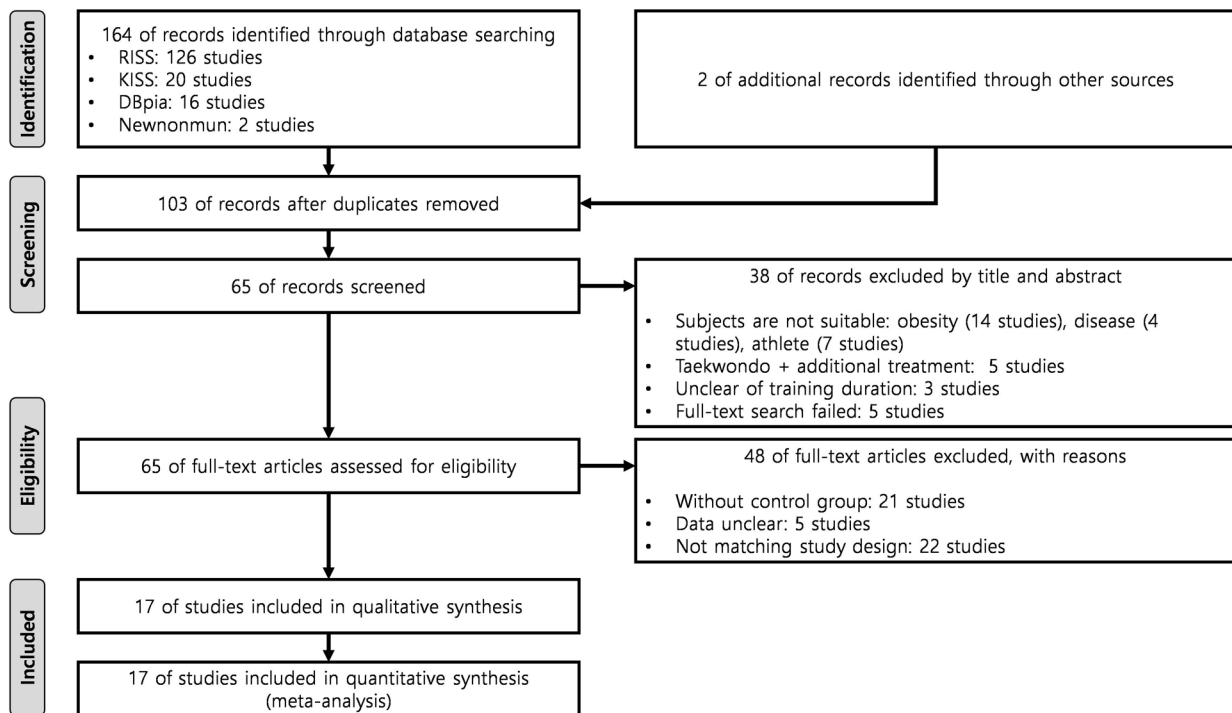 Identification
164 of records identified through database searching
• RISS: 126 studies
• KISS: 20 studies
• DBpia: 16 studies
• Newnonmun: 2 studies
2 of additional records identified through other sources
Screening
103 of records after duplicates removed
65 of records screened
38 of records excluded by title and abstract
• Subjects are not suitable: obesity (14 studies), disease (4
studies), athlete (7 studies)
• Taekwondo + additional treatment: 5 studies
• Unclear of training duration: 3 studies
• Full-text search failed: 5 studies
Eligibility
65 of full-text articles assessed for eligibility
48 of full-text articles excluded, with reasons
• Without control group: 21 studies
• Data unclear: 5 studies
• Not matching study design: 22 studies
Included
17 of studies included in qualitative synthesis
17 of studies included in quantitative synthesis
(meta-analysis)